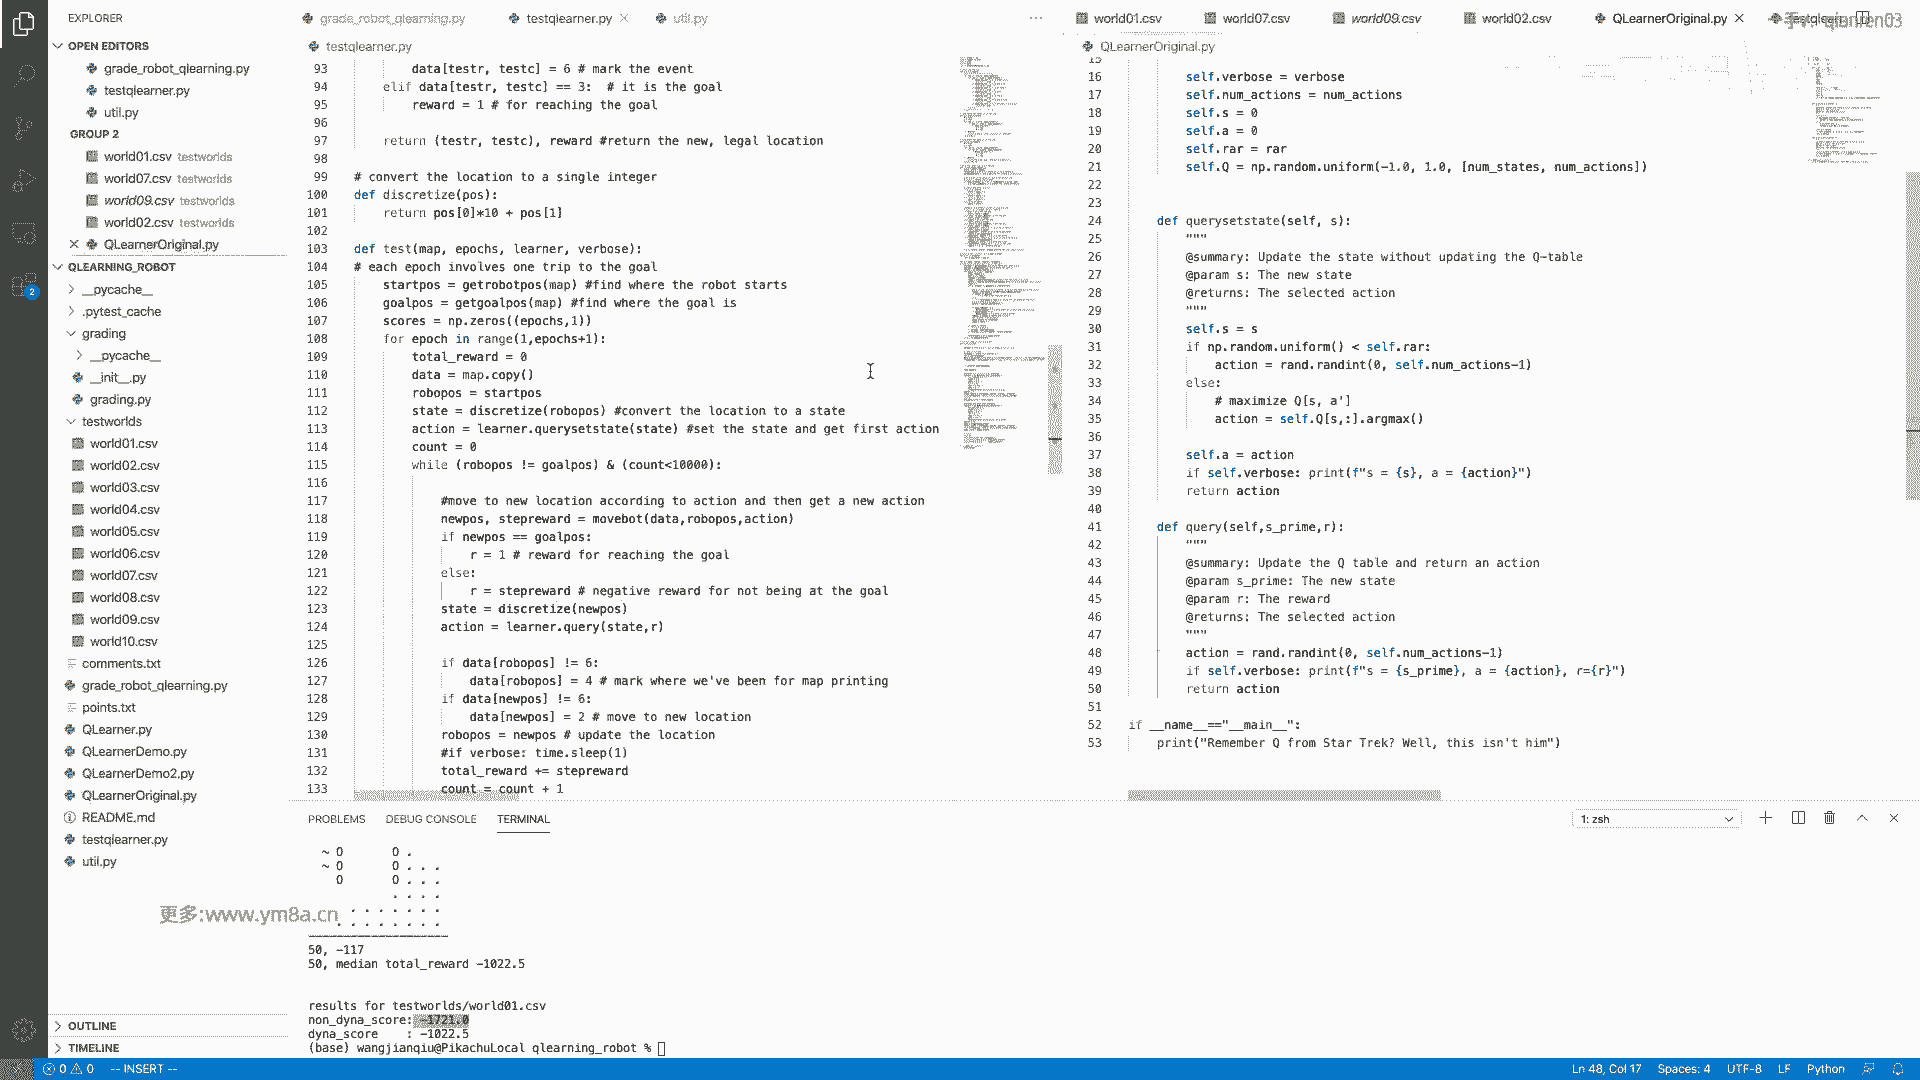 EXPLORER
OPEN EDITORS
grade_robot_qlearning.py
testqlearner.py
util.py
GROUP 2
world01.csv testworlds
world07.csv testworlds
world09.csv testworlds
world02.csv testworlds
QLearnerOriginal.py
QLEARNING_ROBOT
__pycache__
.pytest_cache
grading
__pycache__
__init__.py
grading.py
testworlds
world01.csv
world02.csv
world03.csv
world04.csv
world05.csv
world06.csv
world07.csv
world08.csv
world09.csv
world10.csv
comments.txt
grade_robot_qlearning.py
points.txt
QLearner.py
QLearnerDemo.py
QLearnerDemo2.py
QLearnerOriginal.py
README.md
testqlearner.py
util.py
OUTLINE
TIMELINE
2
grade_robot_qlearning.py testqlearner.py util.py
testqlearner.py
93 data[testr, testc] = 6 # mark the event
94 elif data[testr, testc] == 3: # it is the goal
95 reward = 1 # for reaching the goal
96
97 return (testr, testc), reward #return the new, legal location
98
99 # convert the location to a single integer
100 def discretize(pos):
101 return pos[0]*10 + pos[1]
102
103 def test(map, epochs, learner, verbose):
104 # each epoch involves one trip to the goal
105 startpos = getrobotpos(map) #find where the robot starts
106 goalpos = getgoalpos(map) #find where the goal is
107 scores = np.zeros((epochs,1))
108 for epoch in range(1,epochs+1):
109 total_reward = 0
110 data = map.copy()
111 robopos = startpos
112 state = discretize(robopos) #convert the location to a state
113 action = learner.querysetstate(state) #set the state and get first action
114 count = 0
115 while (robopos != goalpos) & (count<10000):
116
117 #move to new location according to action and then get a new action
118 newpos, stepreward = movebot(data,robopos,action)
119 if newpos == goalpos:
120 r = 1 # reward for reaching the goal
121 else:
122 r = stepreward # negative reward for not being at the goal
123 state = discretize(newpos)
124 action = learner.query(state,r)
125
126 if data[robopos] != 6:
127 data[robopos] = 4 # mark where we've been for map printing
128 if data[newpos] != 6:
129 data[newpos] = 2 # move to new location
130 robopos = newpos # update the location
131 #if verbose: time.sleep(1)
132 total_reward += stepreward
133 count = count + 1
world01.csv world07.csv world09.csv world02.csv QLearnerOriginal.py
QLearnerOriginal.py
15
16 self.verbose = verbose
17 self.num_actions = num_actions
18 self.s = 0
19 self.a = 0
20 self.rar = rar
21 self.Q = np.random.uniform(-1.0, 1.0, [num_states, num_actions])
22
23
24 def querysetstate(self, s):
25 """
26 @summary: Update the state without updating the Q-table
27 @param s: The new state
28 @returns: The selected action
29 """
30 self.s = s
31 if np.random.uniform() < self.rar:
32 action = rand.randint(0, self.num_actions-1)
33 else:
34 # maximize Q[s, a']
35 action = self.Q[s,:].argmax()
36
37 self.a = action
38 if self.verbose: print(f"s = {s}, a = {action}")
39 return action
40
41 def query(self,s_prime,r):
42 """
43 @summary: Update the Q table and return an action
44 @param s_prime: The new state
45 @param r: The reward
46 @returns: The selected action
47 """
48 action = rand.randint(0, self.num_actions-1)
49 if self.verbose: print(f"s = {s_prime}, a = {action}, r={r}")
50 return action
51
52 if __name__=="__main__":
53 print("Remember Q from Star Trek? Well, this isn't him")
PROBLEMS DEBUG CONSOLE TERMINAL
1: zsh
~ O O .
~ O O . . .
O O . . .
. . . .
. . . . . . .
. . . . . . . .
50, -117
50, median total_reward -1022.5
results for testworlds/world01.csv
non_dyna_score: -1721.0
dyna_score : -1022.5
(base) wangjianqiu@PikachuLocal qlearning_robot %
更多:www.ym8a.cn
0 0 -- INSERT -- Ln 48, Col 17 Spaces: 4 UTF-8 LF Python